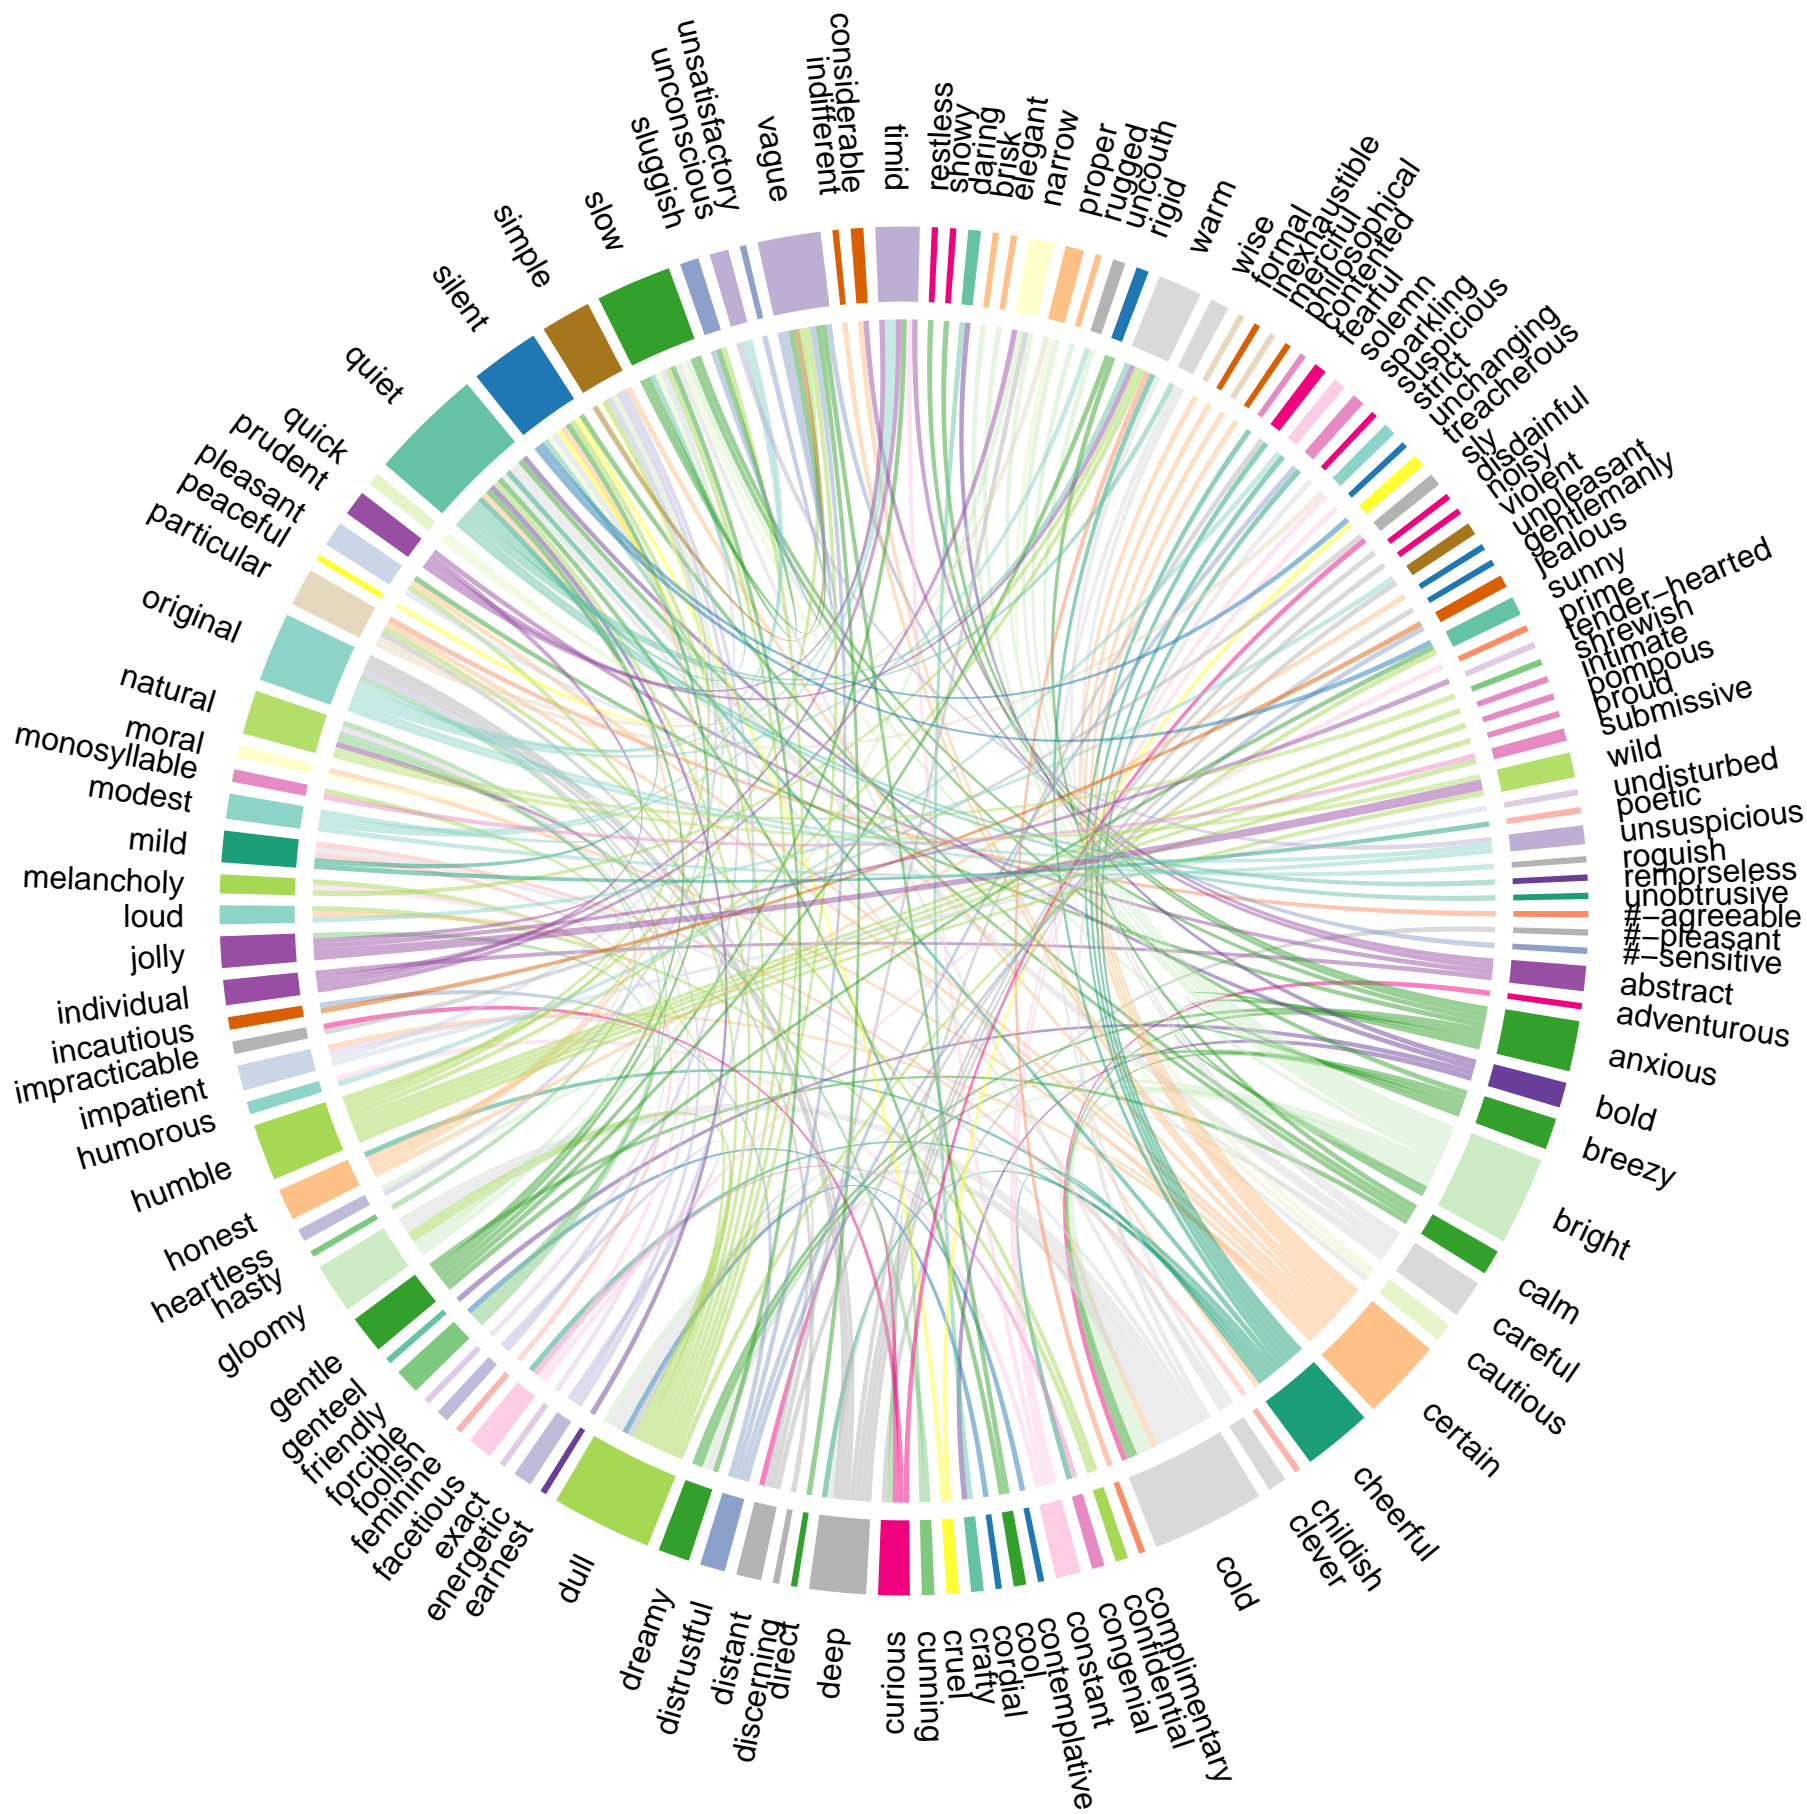 considerable
indifferent
timid
restless
showy
daring
brisk
elegant
narrow
proper
rugged
uncouth
rigid
warm
wise
formal
inexhaustible
merciful
philosophical
contented
fearful
solemn
sparkling
suspicious
strict
unchanging
treacherous
sly
disdainful
noisy
violent
unpleasant
gentlemanly
jealous
sunny
prime
tender-hearted
shrewish
intimate
pompous
proud
submissive
wild
undisturbed
poetic
unsuspicious
roguish
remorseless
unobtrusive
#-agreeable
#-pleasant
#-sensitive
abstract
adventurous
anxious
bold
breezy
bright
calm
careful
cautious
certain
cheerful
childish
clever
cold
complimentary
confidential
congenial
constant
contemplative
cool
cordial
crafty
cruel
cunning
curious
deep
direct
discerning
distant
distrustful
dreamy
dull
earnest
energetic
exact
facetious
feminine
foolish
forcible
friendly
genteel
gentle
gloomy
hasty
heartless
honest
humble
humorous
impatient
impracticable
incautious
individual
jolly
loud
melancholy
mild
modest
monosyllable
moral
natural
original
particular
peaceful
pleasant
prudent
quick
quiet
silent
simple
slow
sluggish
unconscious
unsatisfactory
vague